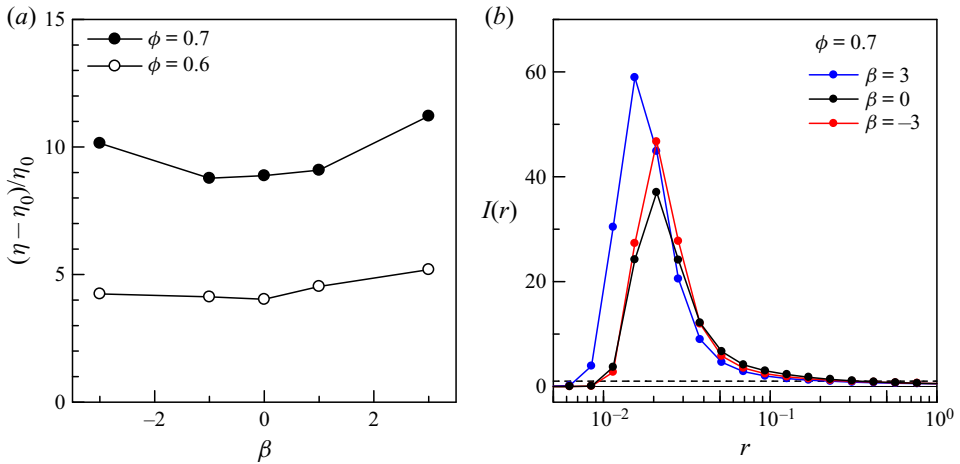 (a)
15
10
5
0
(η – η0)/η0
ϕ = 0.7
ϕ = 0.6
–2
0
2
β
(b)
60
40
20
0
I(r)
ϕ = 0.7
β = 3
β = 0
β = –3
10–2
10–1
100
r